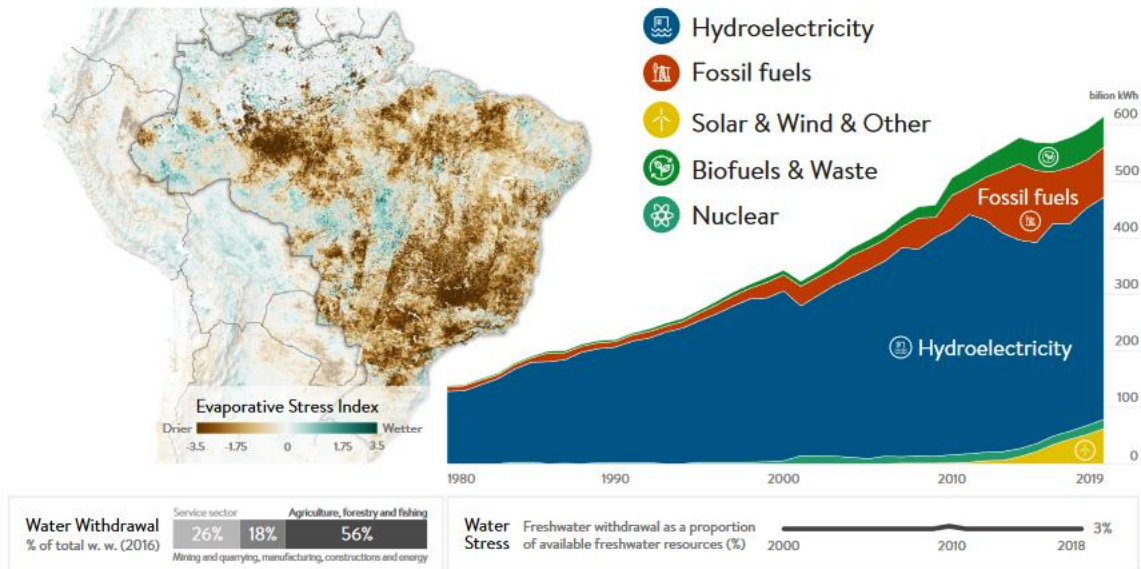 Hydroelectricity
Fossil fuels
Solar & Wind & Other
Biofuels & Waste
Nuclear
bilion kWh
600
500
400
300
200
100
0
Fossil fuels
Hydroelectricity
1980
1990
2000
2010
2019
Evaporative Stress Index
Drier
Wetter
-3.5
-1.75
0
1.75
3.5
Water Withdrawal
% of total w. w. (2016)
Service sector
Agriculture, forestry and fishing
26%
18%
56%
Mining and quarrying, manufacturing, constructions and energy
Water
Stress
Freshwater withdrawal as a proportion
of available freshwater resources (%)
2000
2010
2018
3%